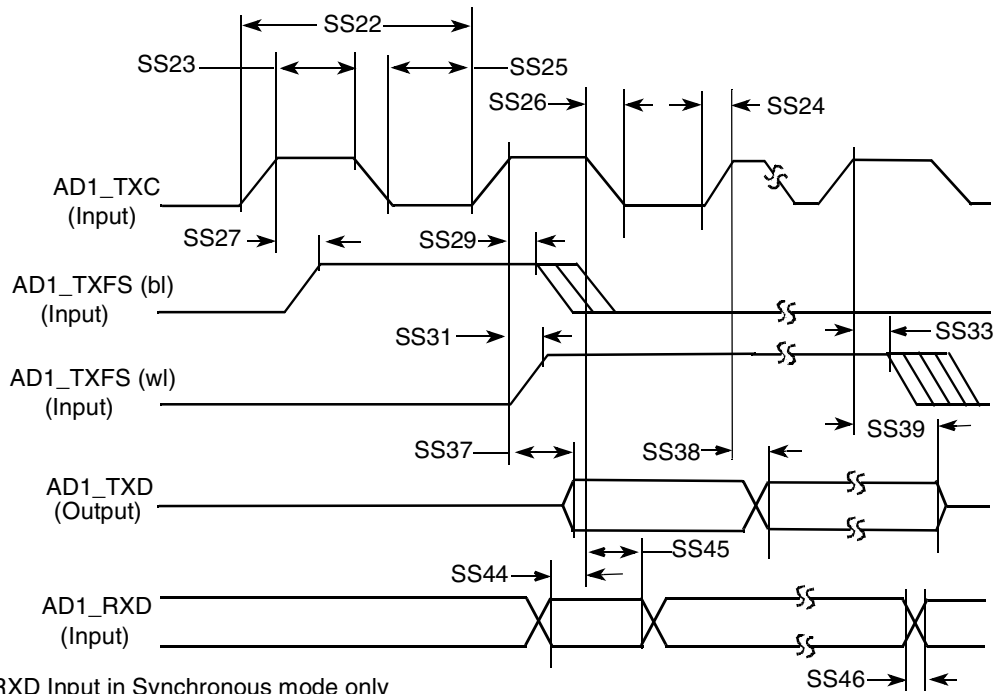 SS22
SS23
SS25
SS26
SS24
AD1_TXC
(Input)
SS27
SS29
AD1_TXFS (bl)
(Input)
SS31
SS33
AD1_TXFS (wl)
(Input)
SS39
SS37
SS38
AD1_TXD
(Output)
SS45
SS44
AD1_RXD
(Input)
SS46
RXD Input in Synchronous mode only